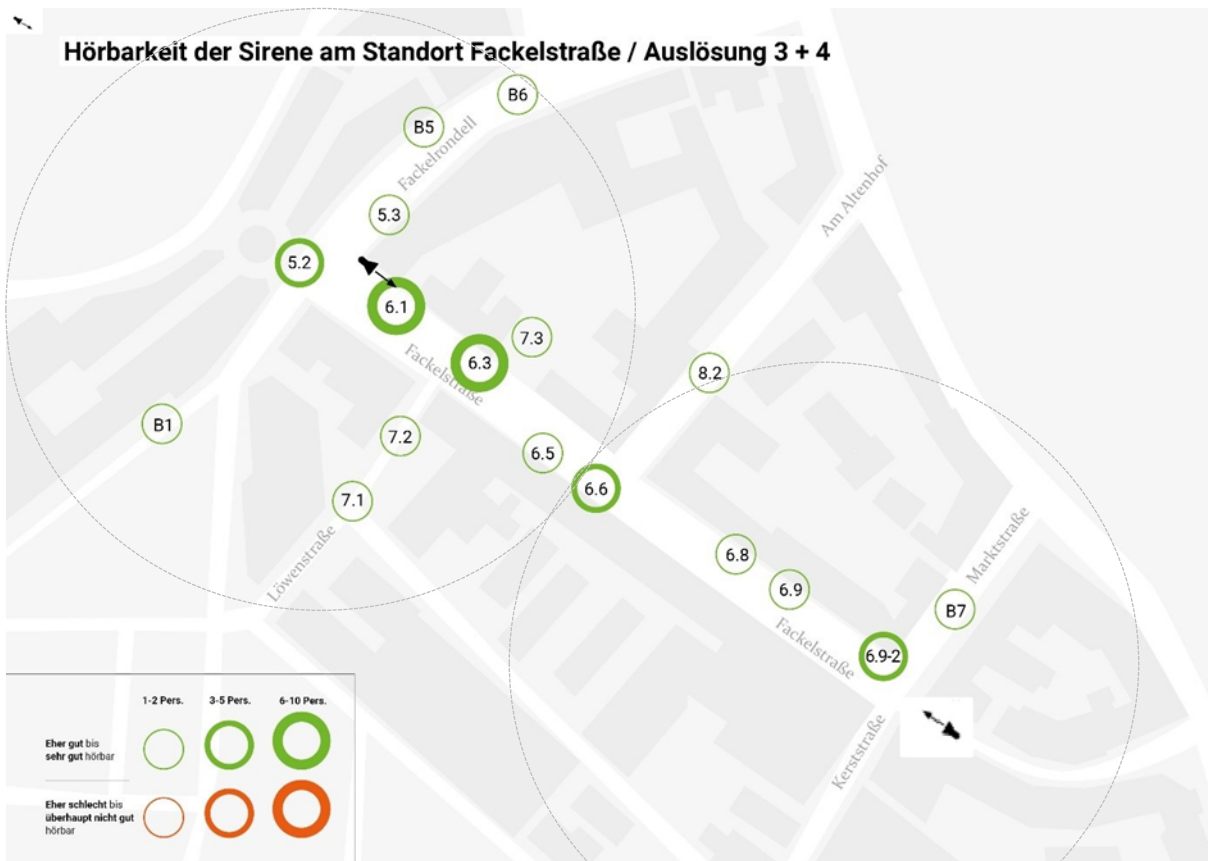 Hörbarkeit der Sirene am Standort Fackelstraße / Auslösung 3 + 4
B6
B5
Fackelrondell
Am Altenhof
5.3
5.2
6.1
7.3
6.3
Fackelstraße
8.2
B1
7.2
6.5
6.6
7.1
Marktstraße
Löwenstraße
6.8
6.9
B7
Fackelstraße
6.9-2
Kerststraße
1-2 Pers.
3-5 Pers.
6-10 Pers.
Eher gut bis
sehr gut hörbar
Eher schlecht bis
überhaupt nicht gut
hörbar